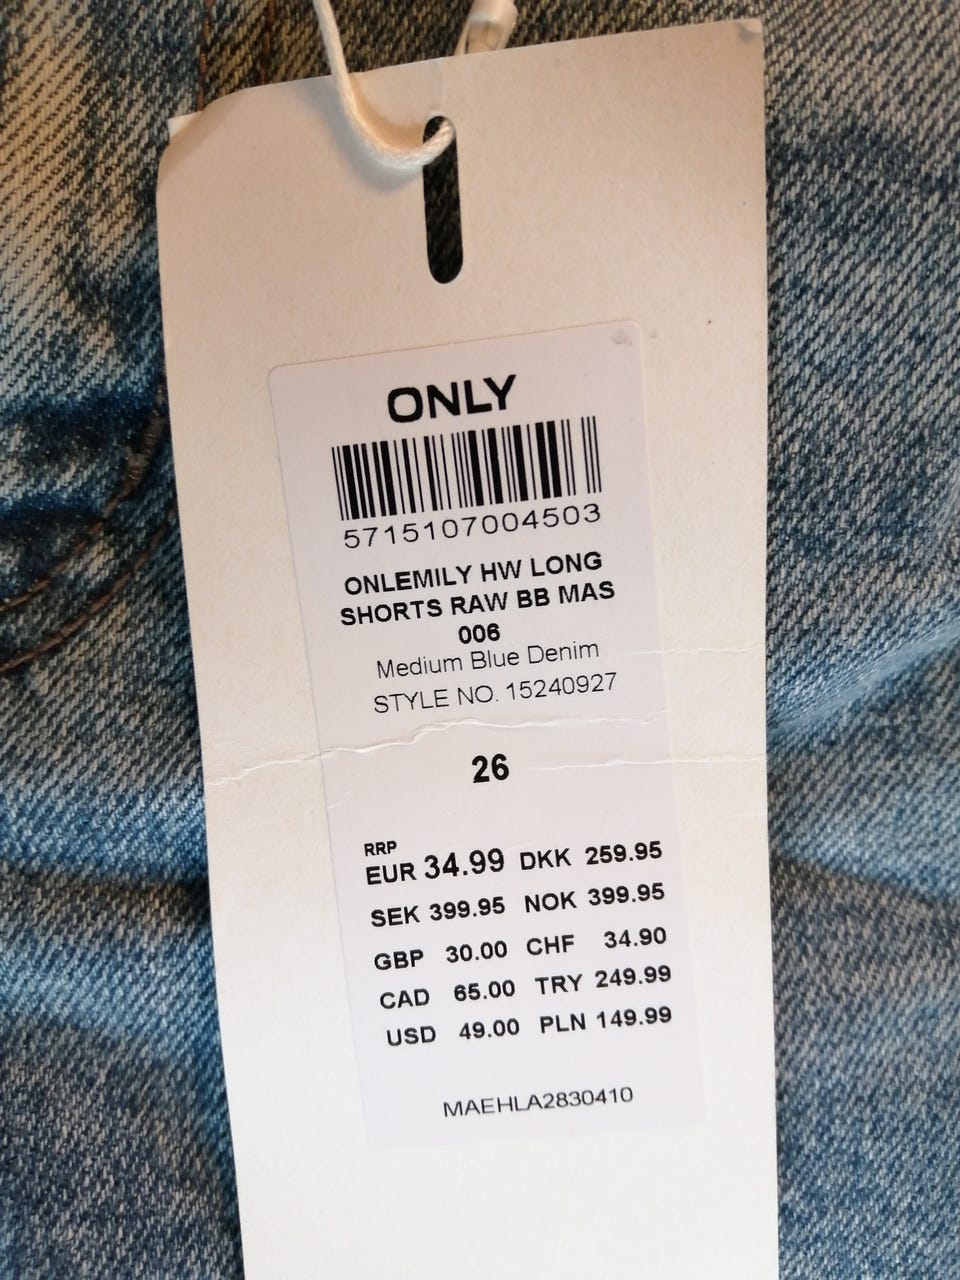 ONLY
5715107004503
ONLEMILY HW LONG
SHORTS RAW BB MAS
006
Medium Blue Denim
STYLE NO. 15240927
26
RRP
EUR 34.99 DKK 259.95
SEK 399.95 NOK 399.95
GBP 30.00 CHF 34.90
CAD 65.00 TRY 249.99
USD 49.00 PLN 149.99
MAEHLA2830410